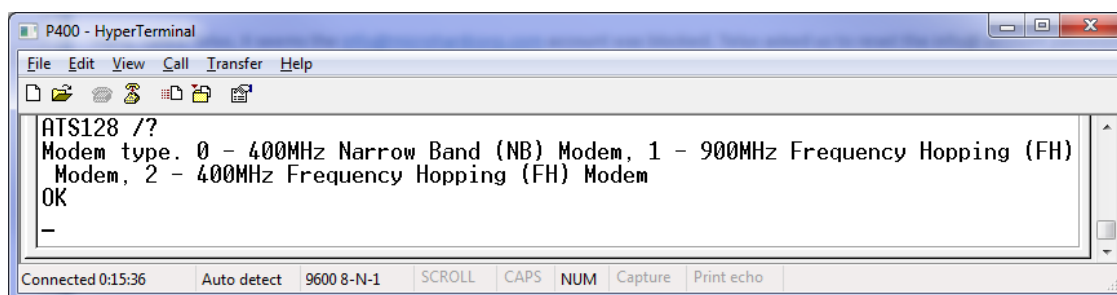 P400 - HyperTerminal
File Edit View Call Transfer Help
ATS128 /?
Modem type. 0 - 400MHz Narrow Band (NB) Modem, 1 - 900MHz Frequency Hopping (FH)
Modem, 2 - 400MHz Frequency Hopping (FH) Modem
OK
_
Connected 0:15:36 Auto detect 9600 8-N-1 SCROLL CAPS NUM Capture Print echo